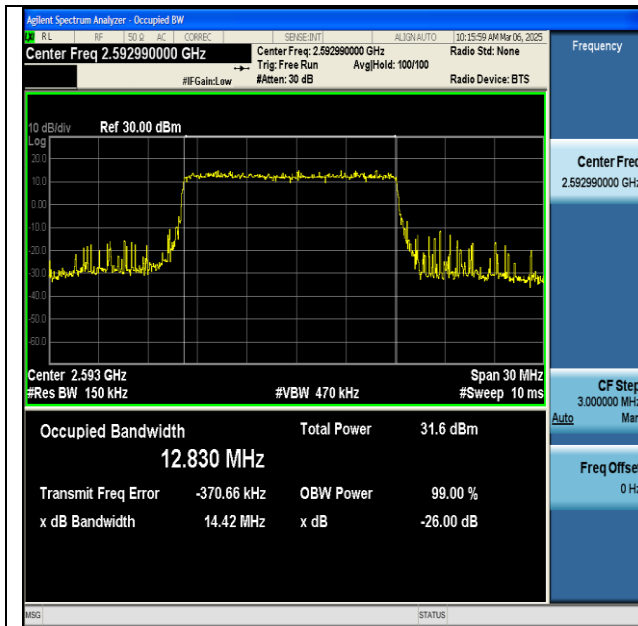 Agilent Spectrum Analyzer - Occupied BW
RL RF 50 Ω AC CORREC SENSE:INT ALIGN AUTO 10:15:59 AM Mar 06, 2025
Center Freq 2.592990000 GHz Center Freq: 2.592990000 GHz Radio Std: None Frequency
Trig: Free Run Avg|Hold: 100/100
#IFGain:Low #Atten: 30 dB Radio Device: BTS
10 dB/div Ref 30.00 dBm
Log
20.0
10.0
0.00
-10.0
-20.0
-30.0
-40.0
-50.0
-60.0
Center Freq
2.592990000 GHz
Center 2.593 GHz Span 30 MHz
#Res BW 150 kHz #VBW 470 kHz #Sweep 10 ms
CF Step
3.000000 MHz
Auto Man
Occupied Bandwidth Total Power 31.6 dBm
12.830 MHz
Transmit Freq Error -370.66 kHz OBW Power 99.00 %
x dB Bandwidth 14.42 MHz x dB -26.00 dB
Freq Offset
0 Hz
MSG STATUS